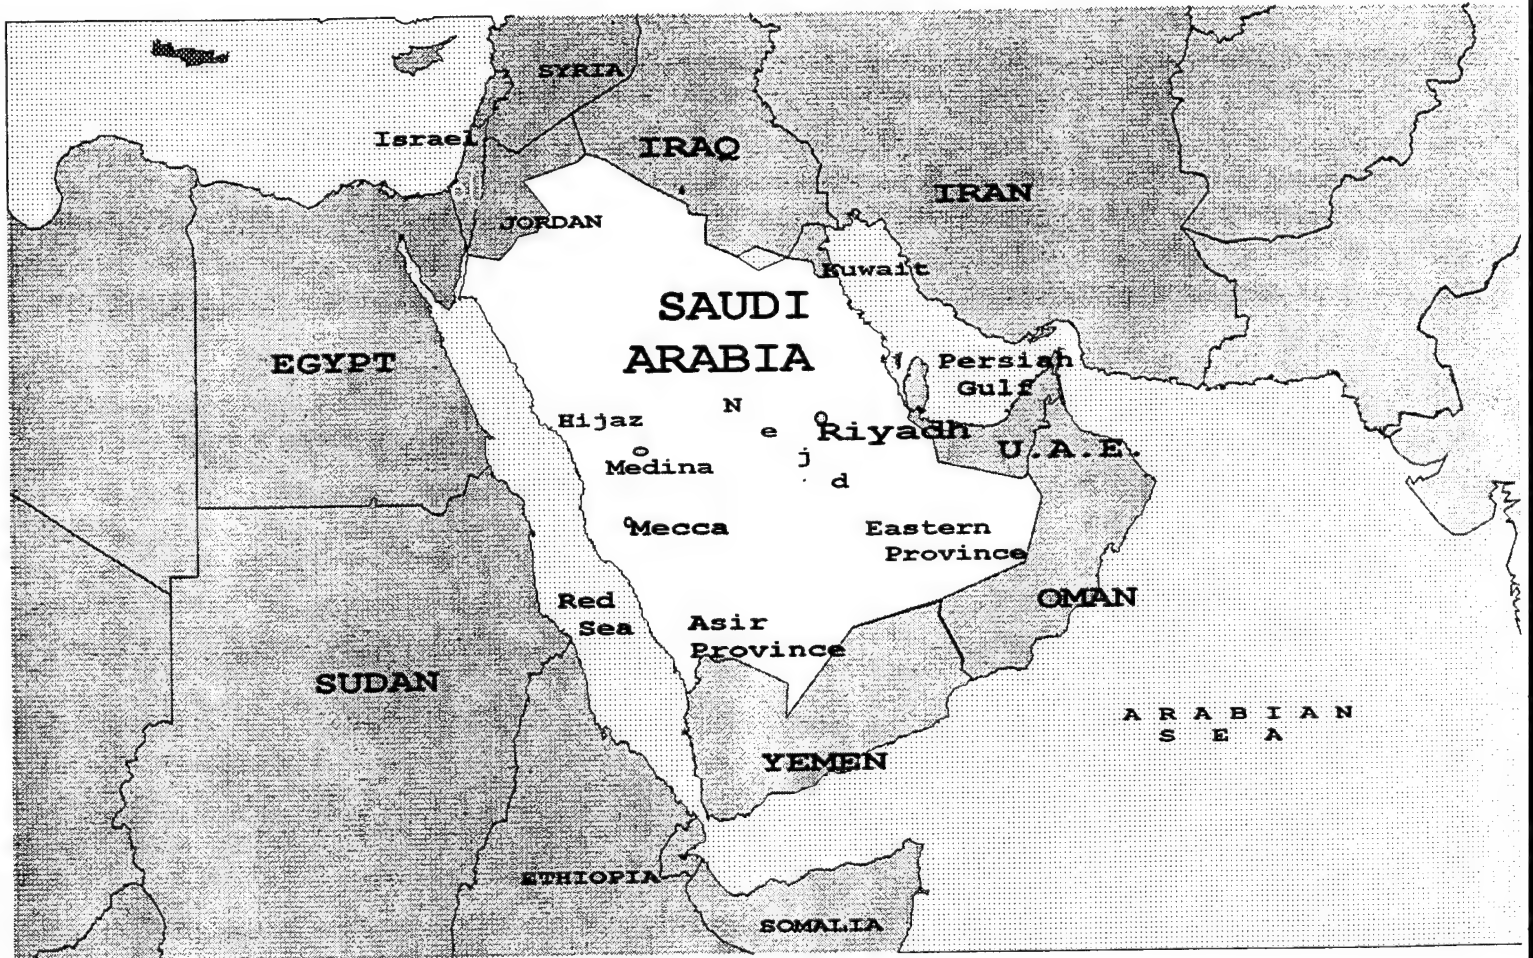 SYRIA
Israel
IRAQ
IRAN
JORDAN
Kuwait
SAUDI
ARABIA
EGYPT
Persian
Gulf
N
e
j
d
Hijaz
Riyadh
U.A.E.
Medina
Mecca
Eastern
Province
OMAN
Red
Sea
Asir
Province
SUDAN
ARABIAN
SEA
YEMEN
ETHIOPIA
SOMALIA